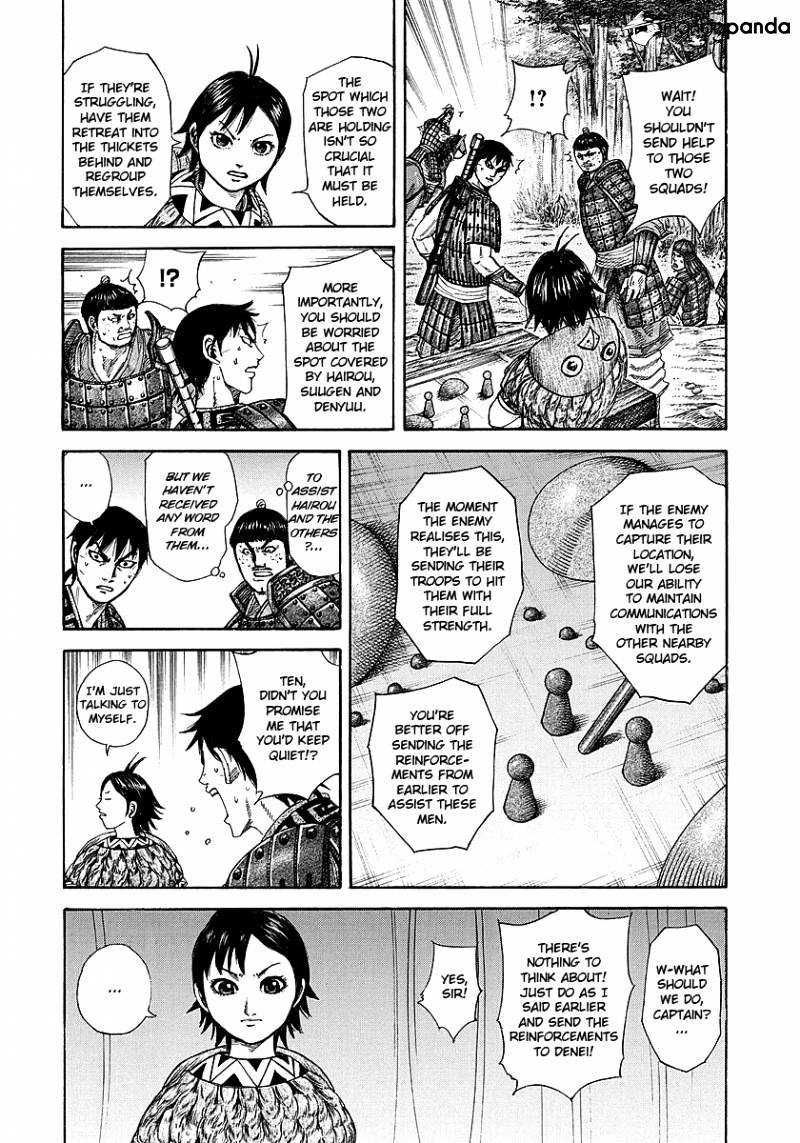 WAIT!
YOU
SHOULDN'T
SEND HELP
TO THOSE
TWO
SQUADS!
!?
THE
SPOT WHICH
THOSE TWO
ARE HOLDING
ISN'T SO
CRUCIAL THAT
IT
MUST BE
HELD.
IF THEY'RE
STRUGGLING,
HAVE THEM
RETREAT INTO
THE THICKETS
BEHIND AND
REGROUP
THEMSELVES.
MORE
IMPORTANTLY,
YOU SHOULD
BE WORRIED
ABOUT THE
SPOT COVERED
BY HAIROU,
SUUGEN AND
DENYUU.
!?
IF THE ENEMY
MANAGES TO
CAPTURE THEIR
LOCATION,
WE'LL LOSE
OUR ABILITY
TO MAINTAIN
COMMUNICATIONS
WITH THE
OTHER NEARBY
SQUADS.
THE MOMENT
THE ENEMY
REALISES THIS,
THEY'LL BE
SENDING THEIR
TROOPS TO HIT
THEM WITH
THEIR FULL
STRENGTH.
YOU'RE
BETTER OFF
SENDING THE
REINFORCE-
MENTS FROM
EARLIER TO
ASSIST THESE
MEN.
TO
ASSIST
HAIROU
AND THE
OTHERS
?...
BUT WE
HAVEN'T
RECEIVED
ANY WORD
FROM
THEM...
...
TEN,
DIDN'T YOU
PROMISE
ME THAT
YOU'D KEEP
QUIET!?
I'M JUST
TALKING TO
MYSELF.
W-WHAT
SHOULD
WE DO,
CAPTAIN?
...
THERE'S
NOTHING TO
THINK ABOUT!
JUST DO AS I
SAID EARLIER
AND SEND THE
REINFORCEMENTS
TO DENEI!
YES,
SIR!
...